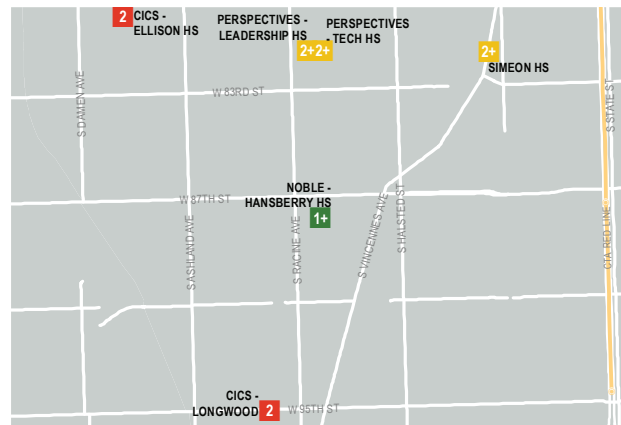 2
CICS -
ELLISON HS
PERSPECTIVES -
LEADERSHIP HS
PERSPECTIVES
- TECH HS
2+
2+
2+
SIMEON HS
S DAMEN AVE
W 83RD ST
S STATE ST
W 87TH ST
NOBLE -
HANSBERRY HS
1+
S ASHLAND AVE
S RACINE AVE
S VINCENNES AVE
S HALSTED ST
CTA RED LINE
CICS -
LONGWOOD
2
W 95TH ST